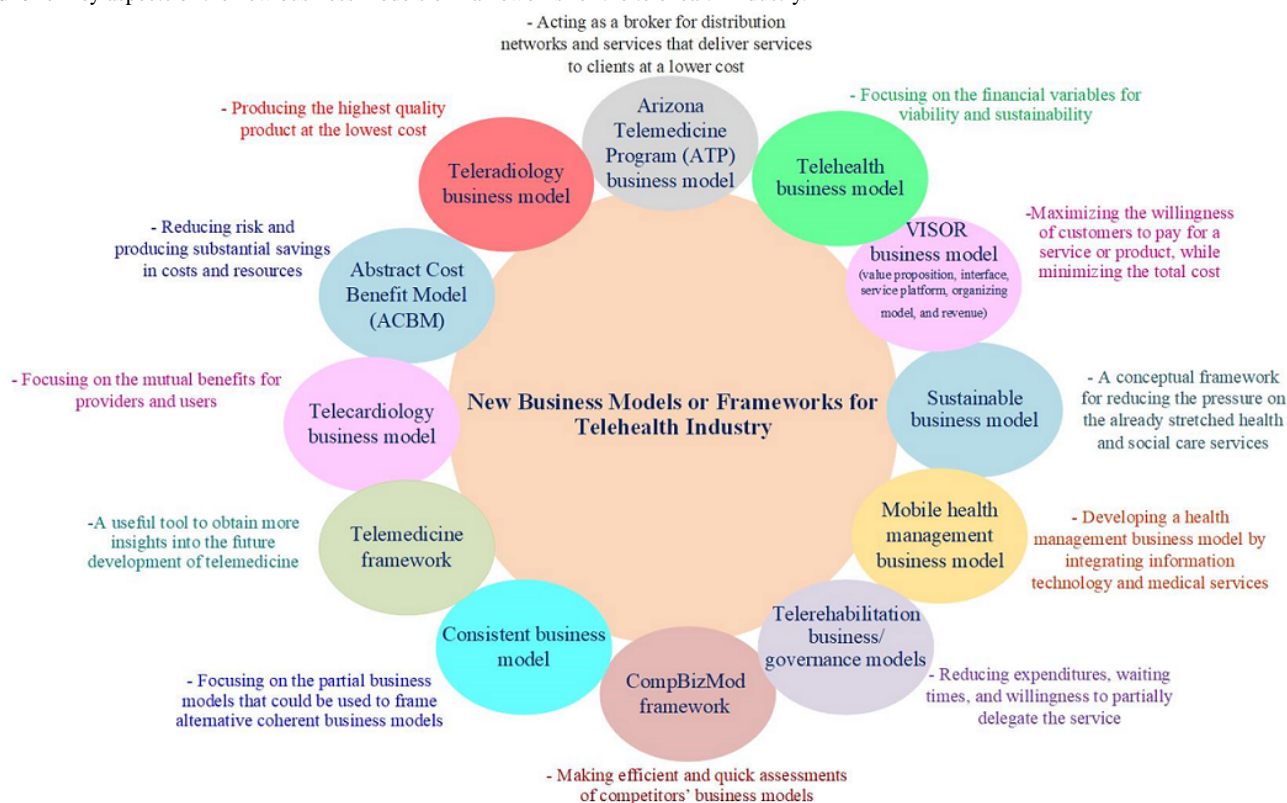 - Acting as a broker for distribution
networks and services that deliver services
to clients at a lower cost
Arizona
Telemedicine
Program (ATP)
business model
- Focusing on the financial variables for
viability and sustainability
Telehealth
business model
-Maximizing the willingness
of customers to pay for a
service or product, while
minimizing the total cost
VISOR
business model
(value proposition, interface,
service platform, organizing
model, and revenue)
- A conceptual framework
for reducing the pressure on
the already stretched health
and social care services
Sustainable
business model
- Developing a health
management business model by
integrating information
technology and medical services
Mobile health
management
business model
- Reducing expenditures, waiting
times, and willingness to partially
delegate the service
Telerehabilitation
business/
governance models
CompBizMod
framework
- Making efficient and quick assessments
of competitors' business models
Consistent business
model
- Focusing on the partial business
models that could be used to frame
alternative coherent business models
Telemedicine
framework
-A useful tool to obtain more
insights into the future
development of telemedicine
Telecardiology
business model
- Focusing on the mutual benefits for
providers and users
Abstract Cost
Benefit Model
(ACBM)
- Reducing risk and
producing substantial savings
in costs and resources
Teleradiology
business model
- Producing the highest quality
product at the lowest cost
New Business Models or Frameworks for
Telehealth Industry